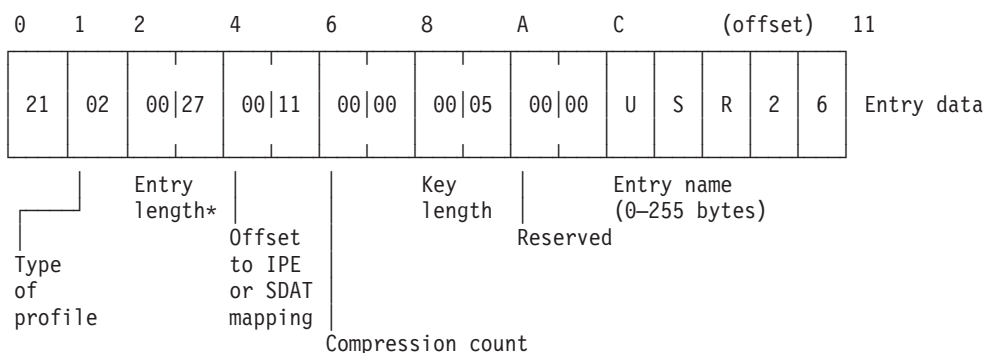 0 1 2 4 6 8 A C (offset) 11
21 02 00 27 00 11 00 00 00 05 00 00 U S R 2 6 Entry data
Entry Key Entry name
length* length (0–255 bytes)
Offset Reserved
Type to IPE
of or SDAT
profile mapping
Compression count